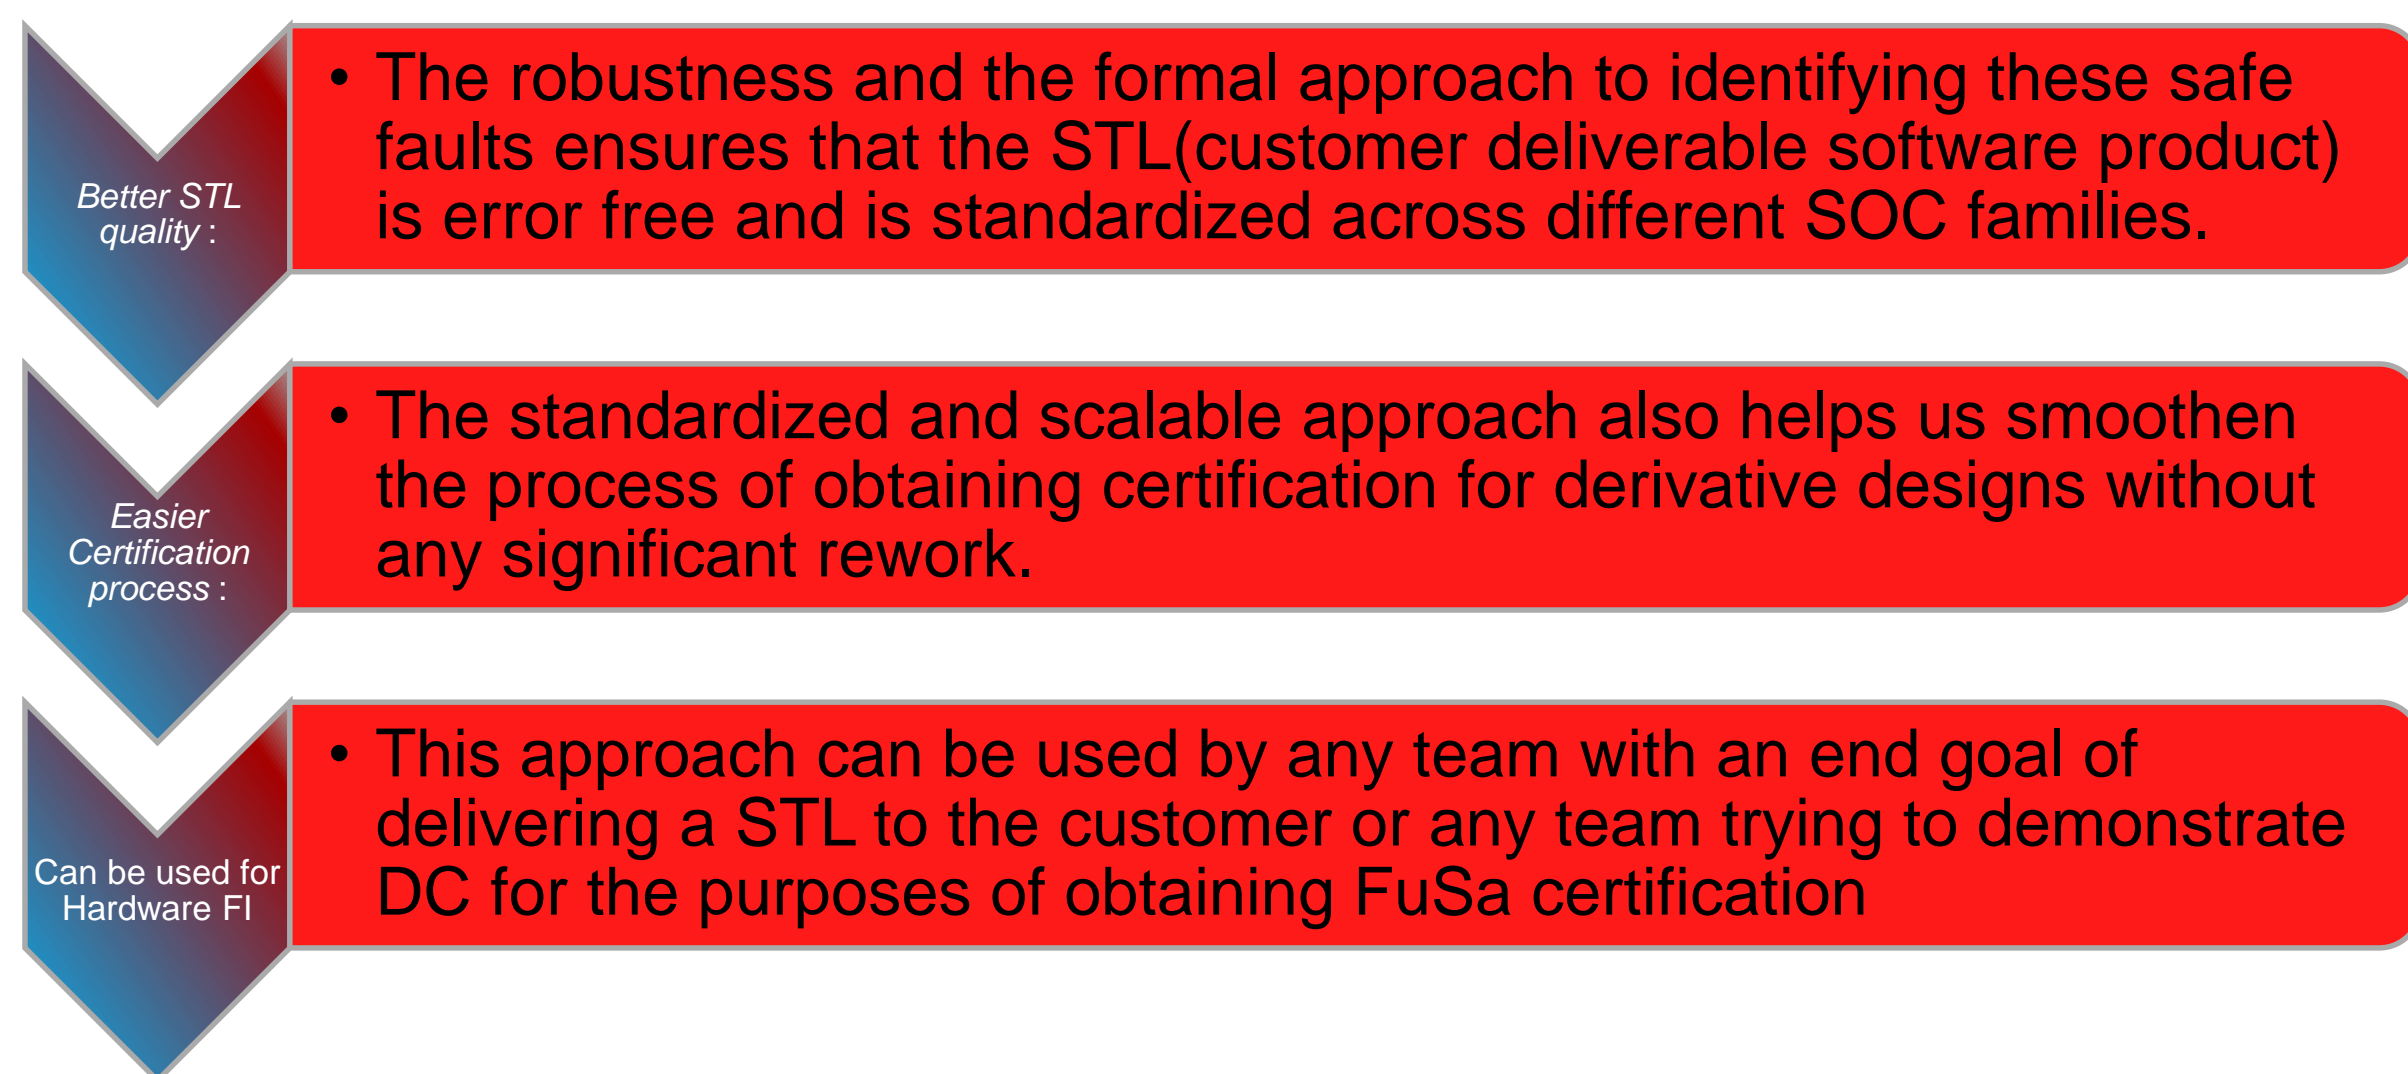 Better STL
quality :
• The robustness and the formal approach to identifying these safe
faults ensures that the STL(customer deliverable software product)
is error free and is standardized across different SOC families.
Easier
Certification
process :
• The standardized and scalable approach also helps us smoothen
the process of obtaining certification for derivative designs without
any significant rework.
Can be used for
Hardware FI
• This approach can be used by any team with an end goal of
delivering a STL to the customer or any team trying to demonstrate
DC for the purposes of obtaining FuSa certification